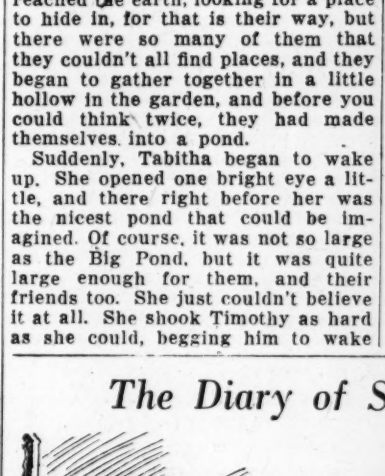 reached the earth, looking for a place
to hide in, for that is their way, but
there were so many of them that
they couldn't all find places, and they
began to gather together in a little
hollow in the garden, and before you
could think twice, they had made
themselves. into a pond.
Suddenly, Tabitha began to wake
up. She opened one bright eye a lit-
tle, and there right before her was
the nicest pond that could be im-
agined. Of course, it was not so large
as the Big Pond, but it was quite
large enough for them, and their
friends too. She just couldn't believe
it at all. She shook Timothy as hard
as she could, begging him to wake
The Diary of S